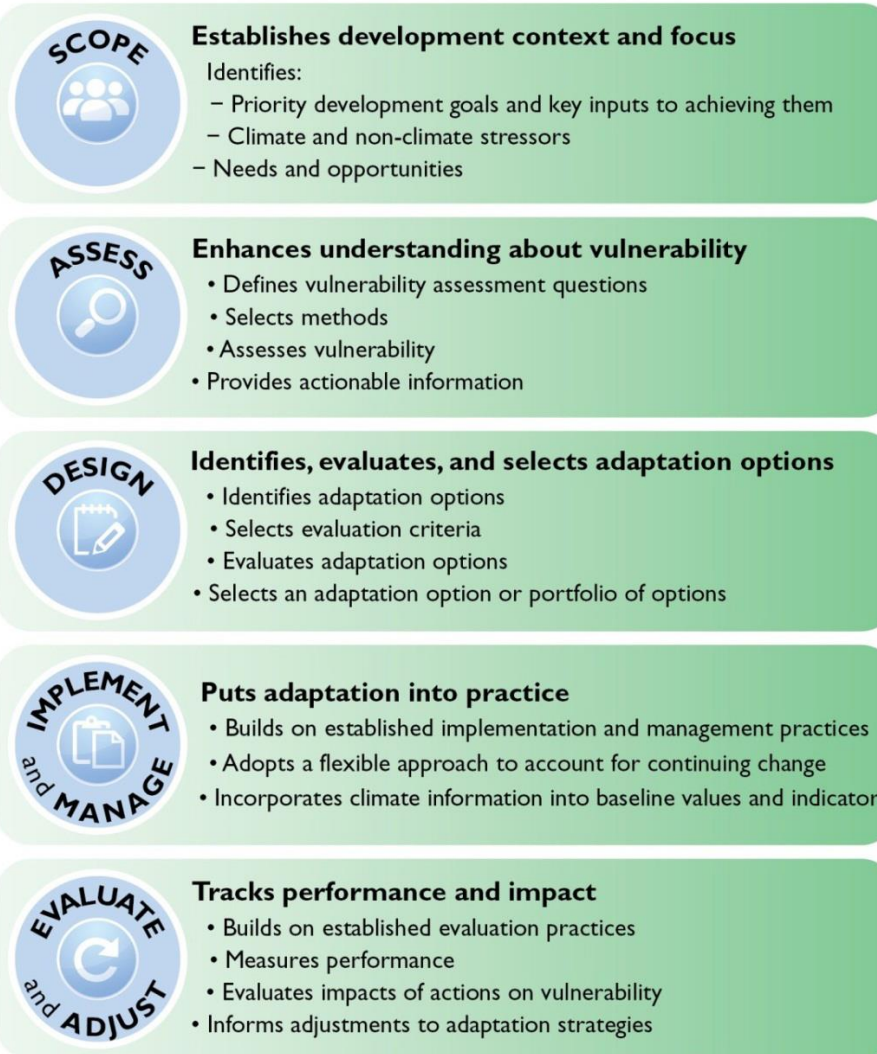 SCOPE
Establishes development context and focus
Identifies:
– Priority development goals and key inputs to achieving them
– Climate and non-climate stressors
– Needs and opportunities
ASSESS
Enhances understanding about vulnerability
• Defines vulnerability assessment questions
• Selects methods
• Assesses vulnerability
• Provides actionable information
DESIGN
Identifies, evaluates, and selects adaptation options
• Identifies adaptation options
• Selects evaluation criteria
• Evaluates adaptation options
• Selects an adaptation option or portfolio of options
IMPLEMENT
and MANAGE
Puts adaptation into practice
• Builds on established implementation and management practices
• Adopts a flexible approach to account for continuing change
• Incorporates climate information into baseline values and indicator
EVALUATE
and ADJUST
Tracks performance and impact
• Builds on established evaluation practices
• Measures performance
• Evaluates impacts of actions on vulnerability
• Informs adjustments to adaptation strategies